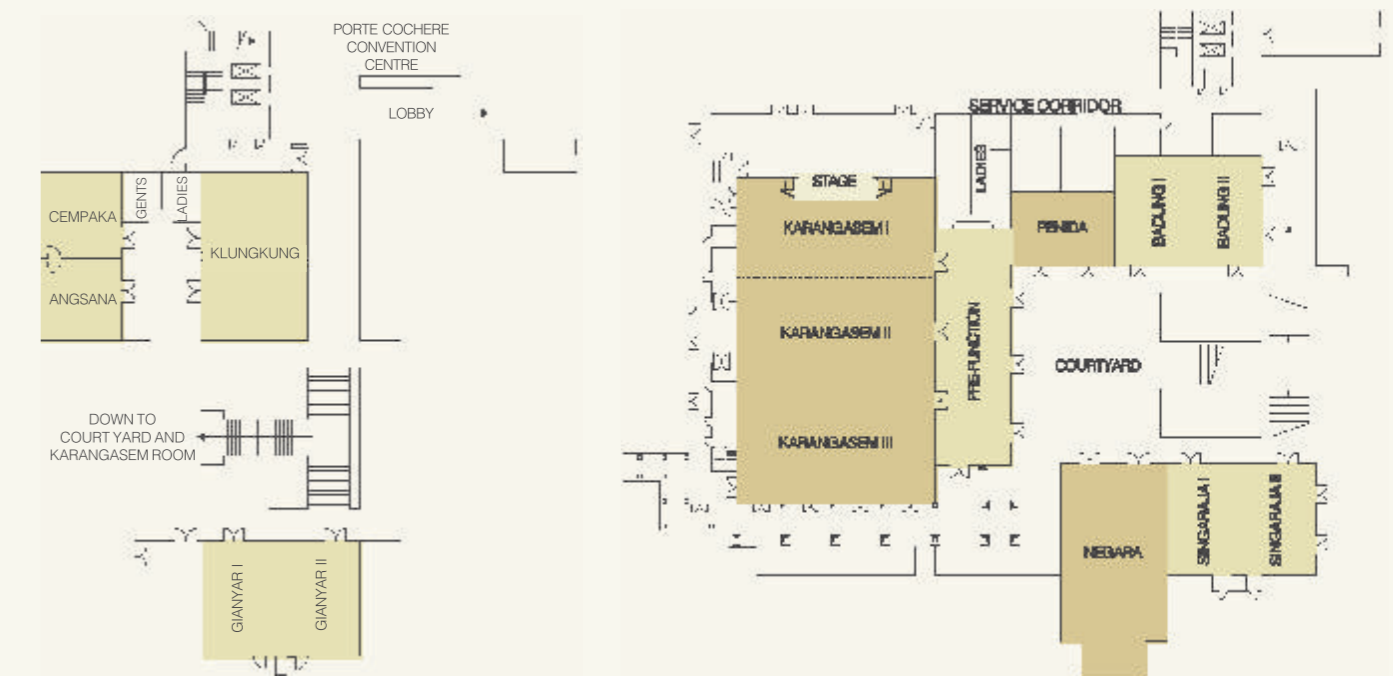 PORTE COCHERE
CONVENTION
CENTRE
LOBBY
GENTS
LADIES
CEMPAKA
KLUNGKUNG
ANGSANA
DOWN TO
COURT YARD AND
KARANGASEM ROOM
GIANYAR I
GIANYAR II
SERVICE CORRIDOR
LADIES
STAGE
KARANGASEM I
PENIDA
BADUNG I
BADUNG II
KARANGASEM II
PRE-FUNCTION
COURTYARD
KARANGASEM III
NEGARA
SINGARAJA I
SINGARAJA II